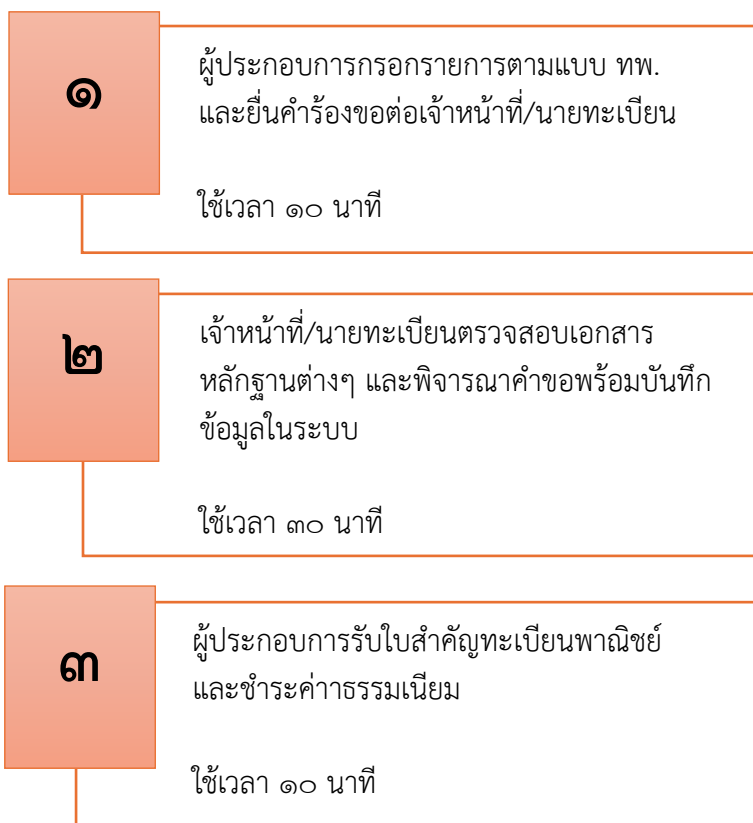 ๑
ผู้ประกอบการกรอกรายการตามแบบ ทพ.
และยื่นคำร้องขอต่อเจ้าหน้าที่/นายทะเบียน
ใช้เวลา ๑๐ นาที
๒
เจ้าหน้าที่/นายทะเบียนตรวจสอบเอกสาร
หลักฐานต่างๆ และพิจารณาคำขอพร้อมบันทึก
ข้อมูลในระบบ
ใช้เวลา ๓๐ นาที
๓
ผู้ประกอบการรับใบสำคัญทะเบียนพาณิชย์
และชำระค่าาธรรมเนียม
ใช้เวลา ๑๐ นาที